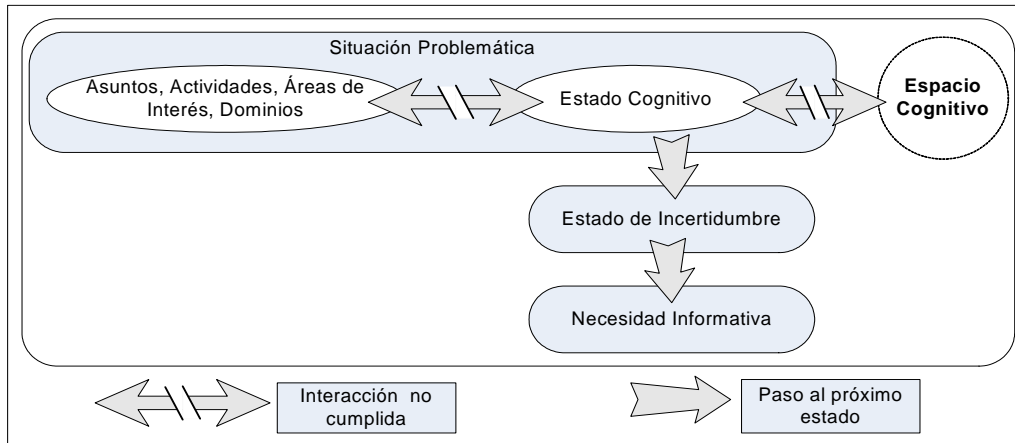 Situación Problemática
Asuntos, Actividades, Áreas de
Interés, Dominios
Estado Cognitivo
Espacio
Cognitivo
Estado de Incertidumbre
Necesidad Informativa
Interacción no
cumplida
Paso al próximo
estado